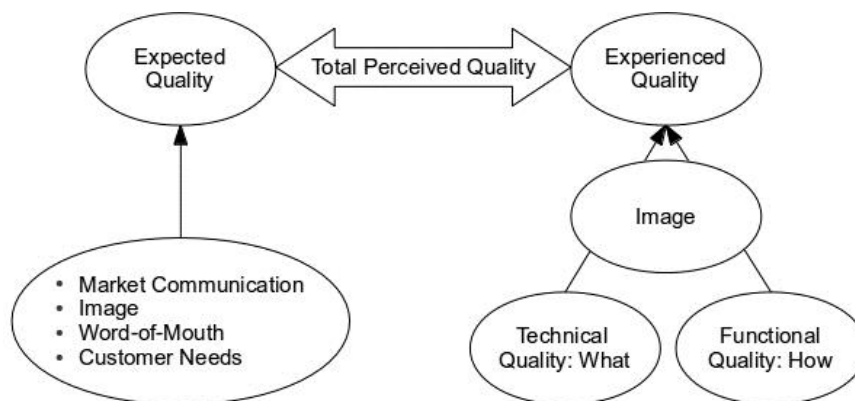 Expected
Quality
Total Perceived Quality
Experienced
Quality
Image
• Market Communication
• Image
• Word-of-Mouth
• Customer Needs
Technical
Quality: What
Functional
Quality: How